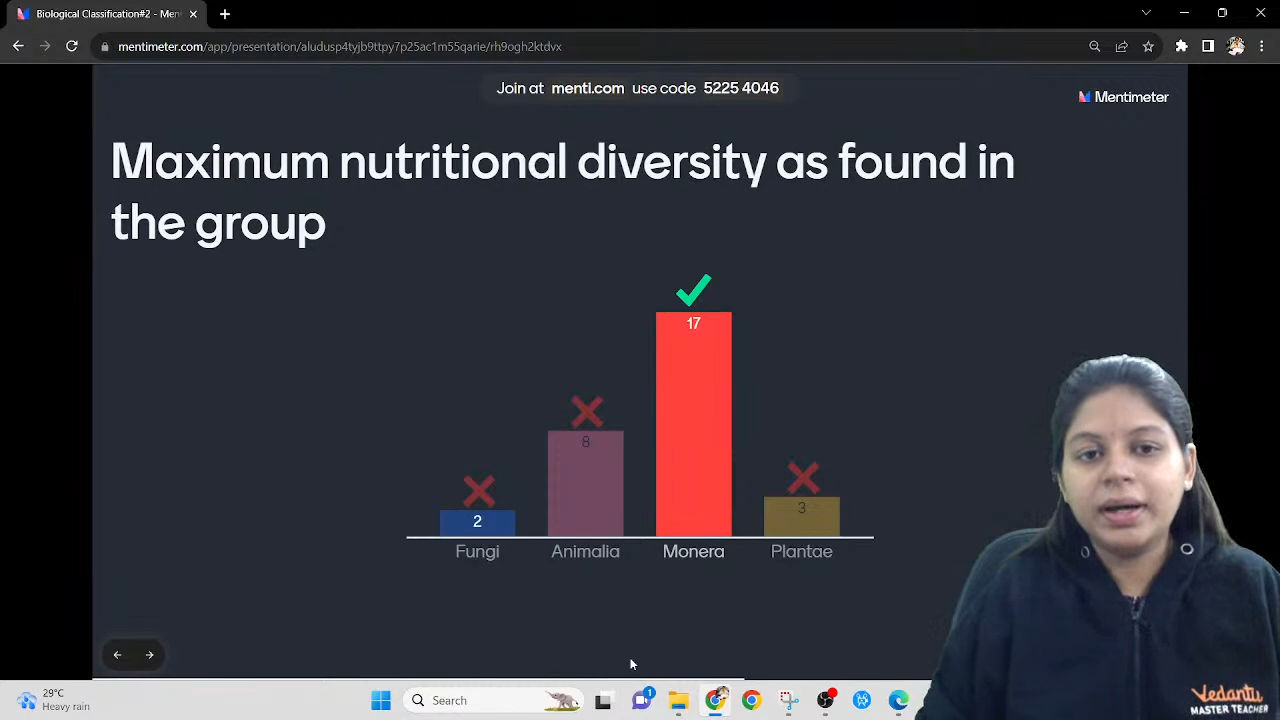 Biological Classification#2 - Men
mentimeter.com/app/presentation/aludusp4tyjb9ttpy7p25ac1m55qarie/rh9ogh2ktdvx
Join at menti.com use code 5225 4046
Mentimeter
Maximum nutritional diversity as found in
the group
17
8
2
3
Fungi
Animalia
Monera
Plantae
Vedantu
MASTER TEACHER
29°C
Heavy rain
Search
1